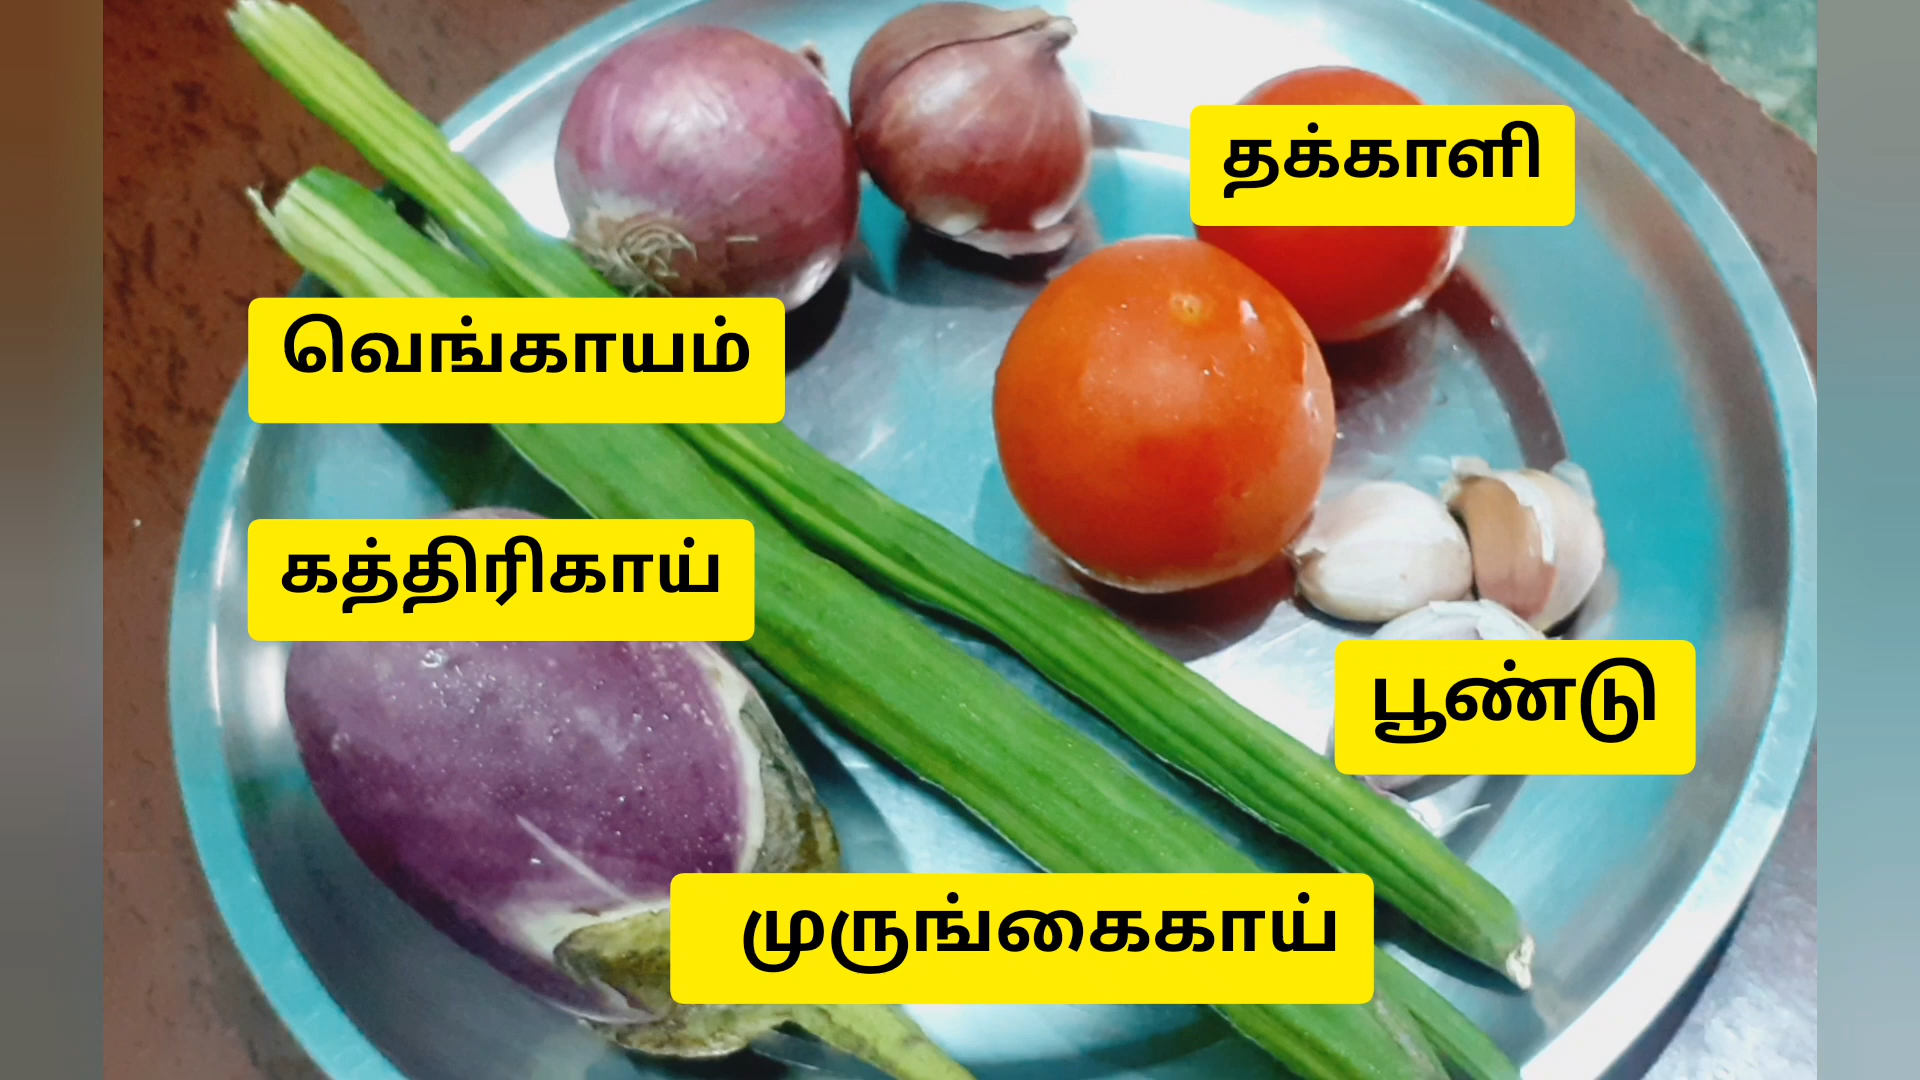 தக்காளி
வெங்காயம்
கத்திரிகாய்
பூண்டு
முருங்கைகாய்